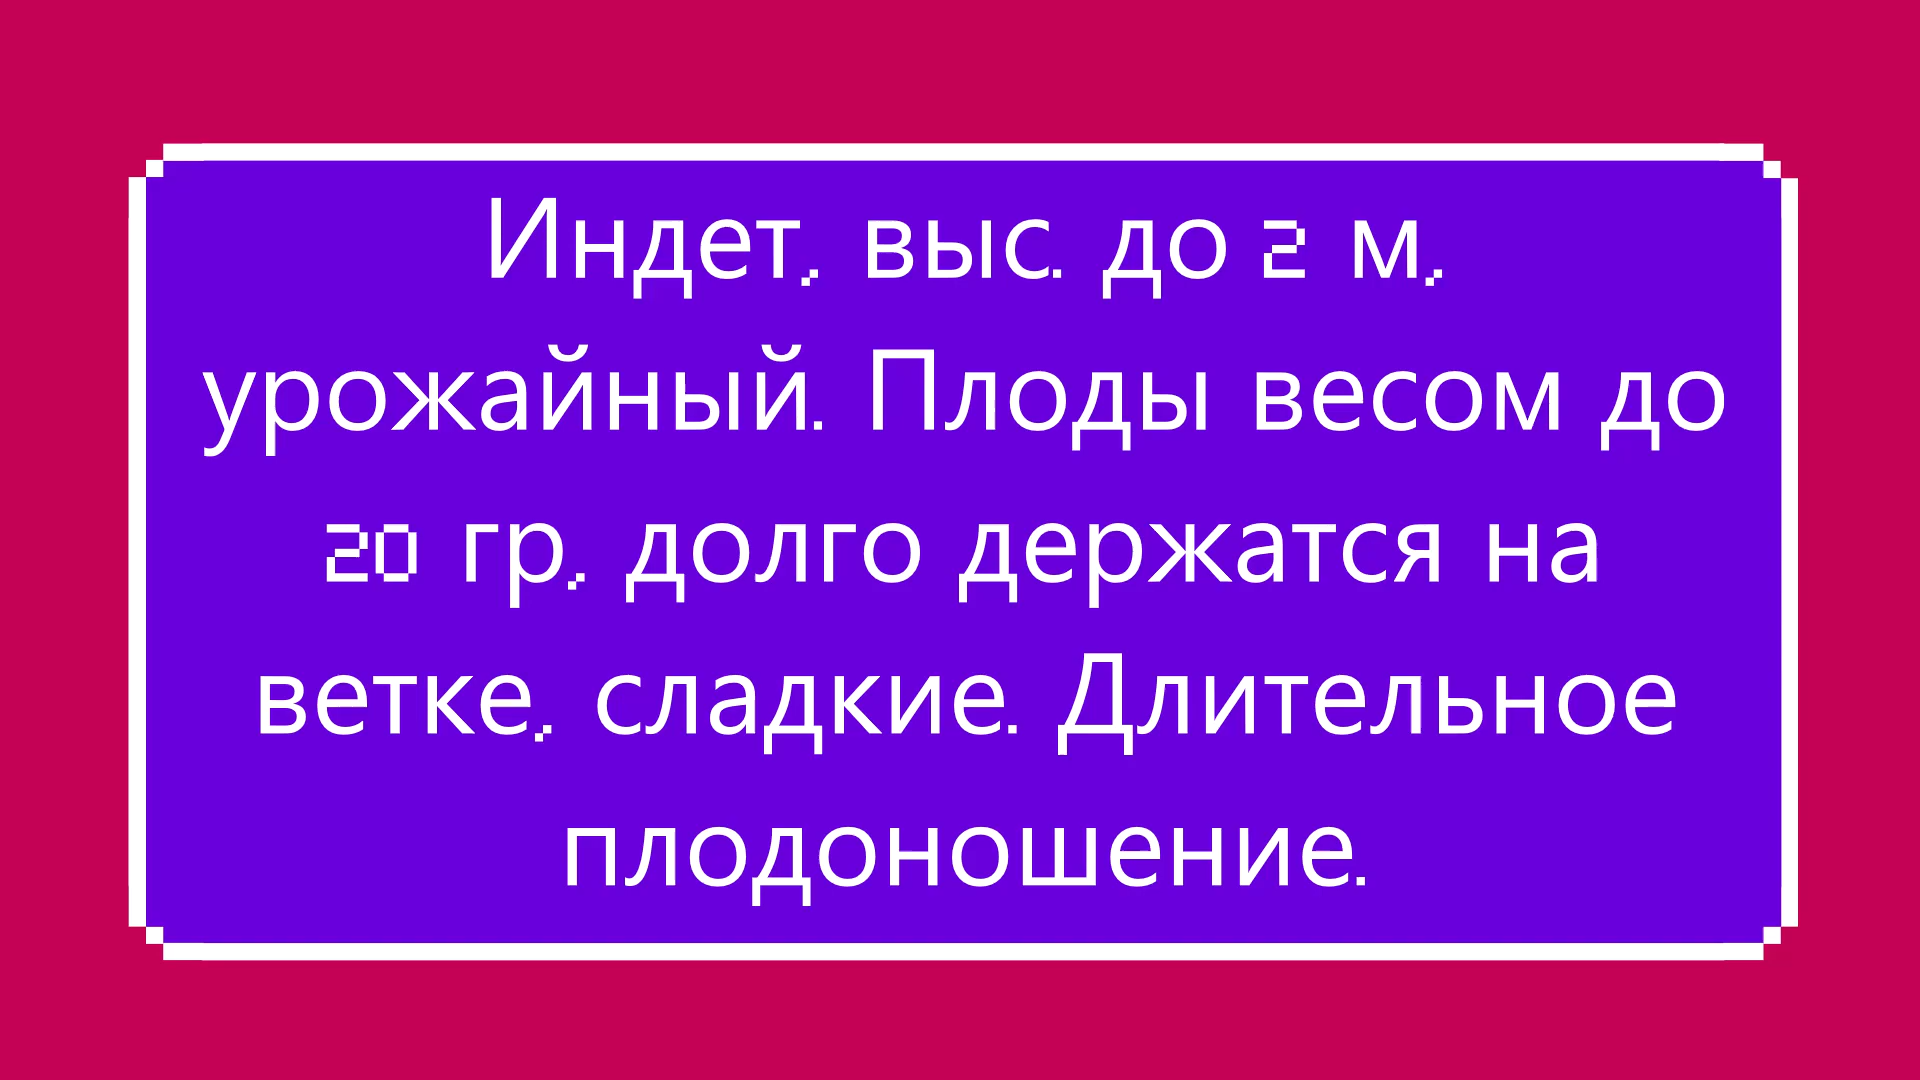 Индет, выс. до 2 м,
урожайный. Плоды весом до
20 гр, долго держатся на
ветке, сладкие. Длительное
плодоношение.